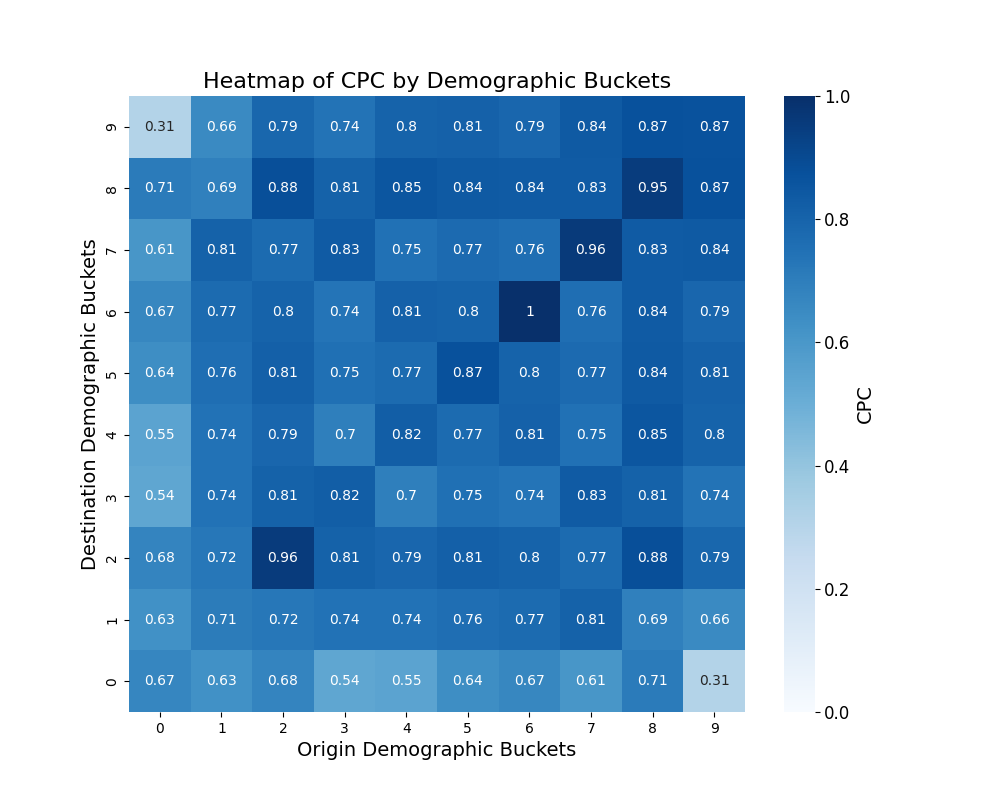 Heatmap of CPC by Demographic Buckets
9 0.31 0.66 0.79 0.74 0.8 0.81 0.79 0.84 0.87 0.87
8 0.71 0.69 0.88 0.81 0.85 0.84 0.84 0.83 0.95 0.87
7 0.61 0.81 0.77 0.83 0.75 0.77 0.76 0.96 0.83 0.84
6 0.67 0.77 0.8 0.74 0.81 0.8 1 0.76 0.84 0.79
5 0.64 0.76 0.81 0.75 0.77 0.87 0.8 0.77 0.84 0.81
4 0.55 0.74 0.79 0.7 0.82 0.77 0.81 0.75 0.85 0.8
3 0.54 0.74 0.81 0.82 0.7 0.75 0.74 0.83 0.81 0.74
2 0.68 0.72 0.96 0.81 0.79 0.81 0.8 0.77 0.88 0.79
1 0.63 0.71 0.72 0.74 0.74 0.76 0.77 0.81 0.69 0.66
0 0.67 0.63 0.68 0.54 0.55 0.64 0.67 0.61 0.71 0.31
0 1 2 3 4 5 6 7 8 9
Origin Demographic Buckets
Destination Demographic Buckets
1.0
0.8
0.6
0.4
0.2
0.0
CPC